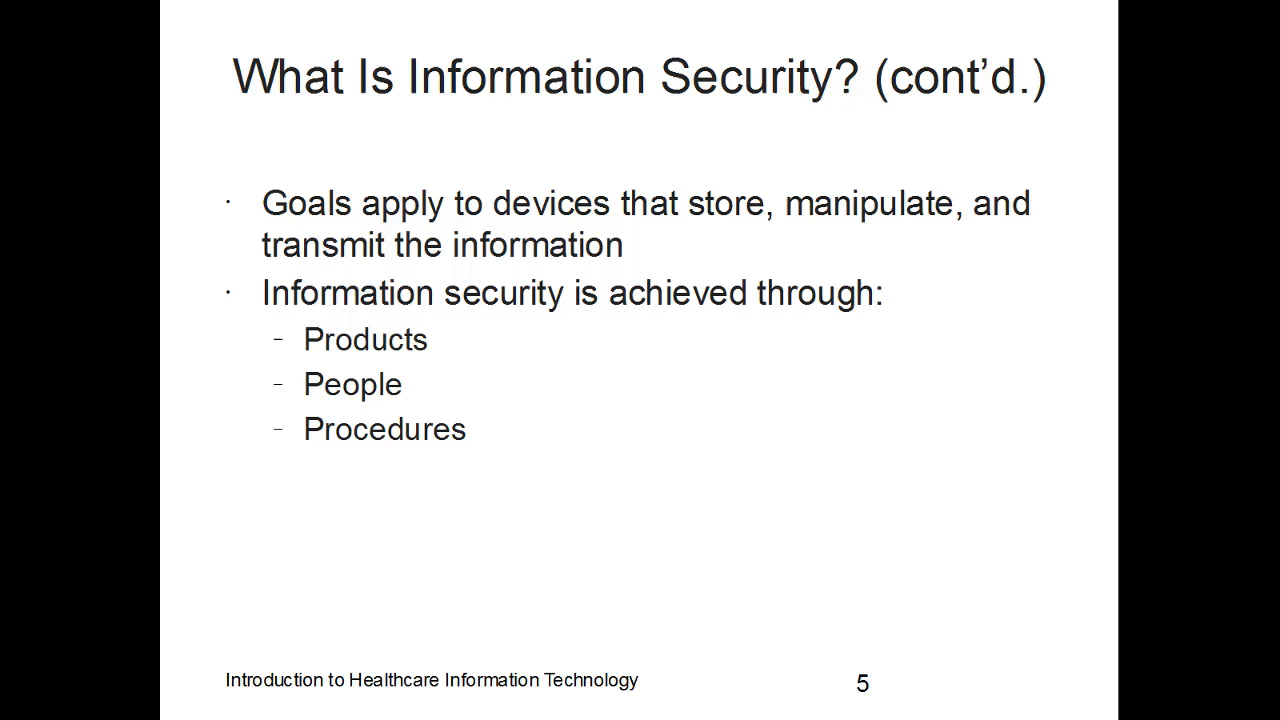 What Is Information Security? (cont’d.)
· Goals apply to devices that store, manipulate, and
transmit the information
· Information security is achieved through:
– Products
– People
– Procedures
Introduction to Healthcare Information Technology
5